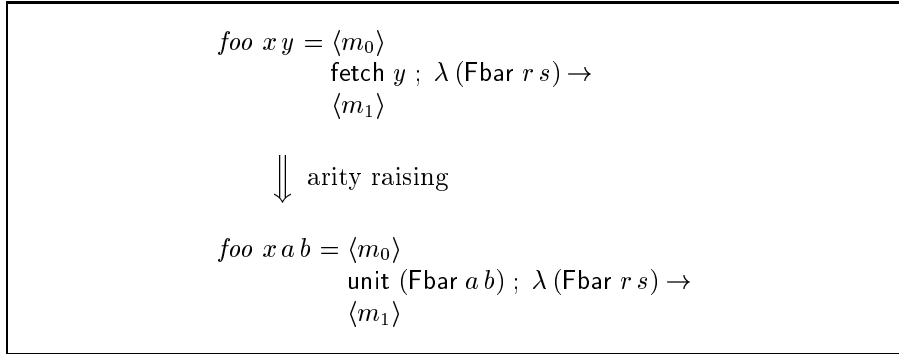 foo x y = ⟨m₀⟩
fetch y ; λ (Fbar r s) →
⟨m₁⟩
⇓ arity raising
foo x a b = ⟨m₀⟩
unit (Fbar a b) ; λ (Fbar r s) →
⟨m₁⟩